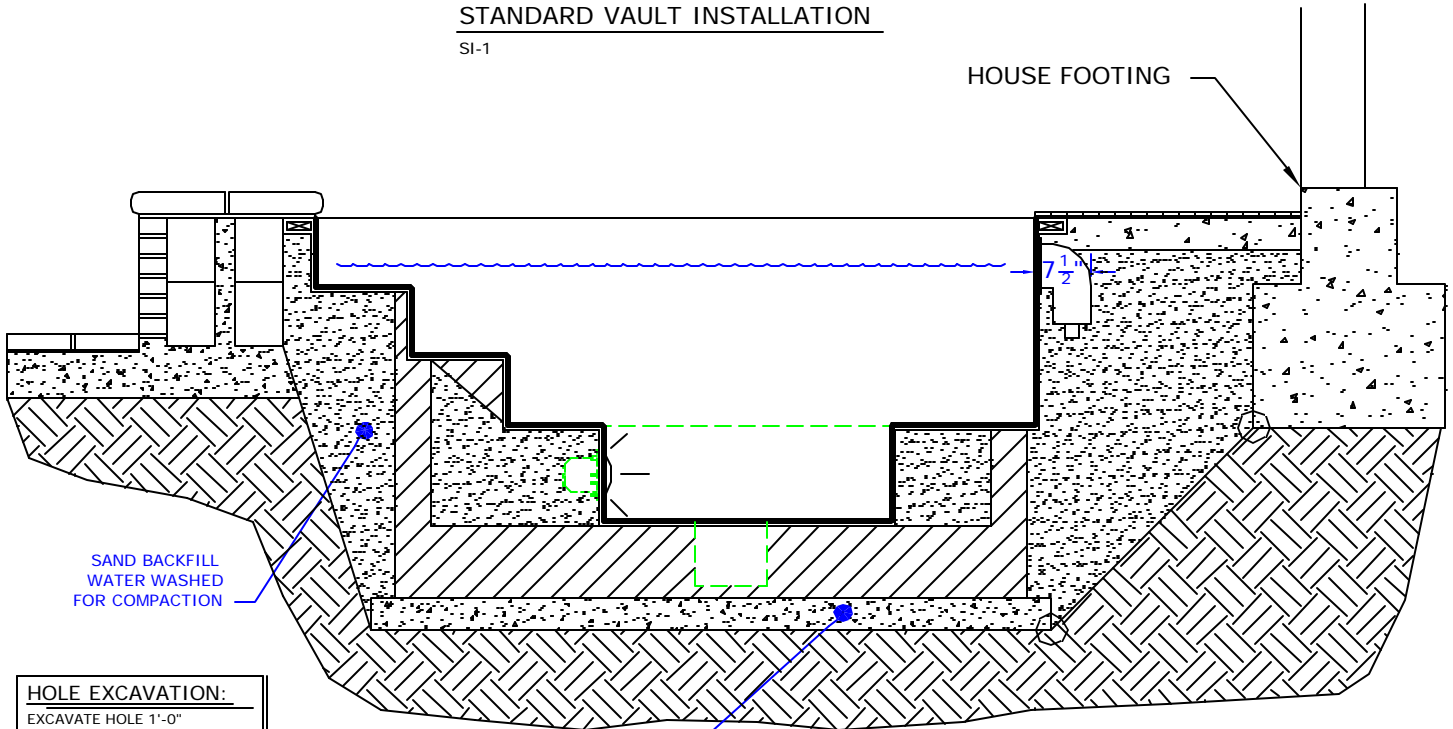 STANDARD VAULT INSTALLATION
SI-1
HOUSE FOOTING
7 1/2"
SAND BACKFILL
WATER WASHED
FOR COMPACTION
HOLE EXCAVATION:
EXCAVATE HOLE 1'-0"